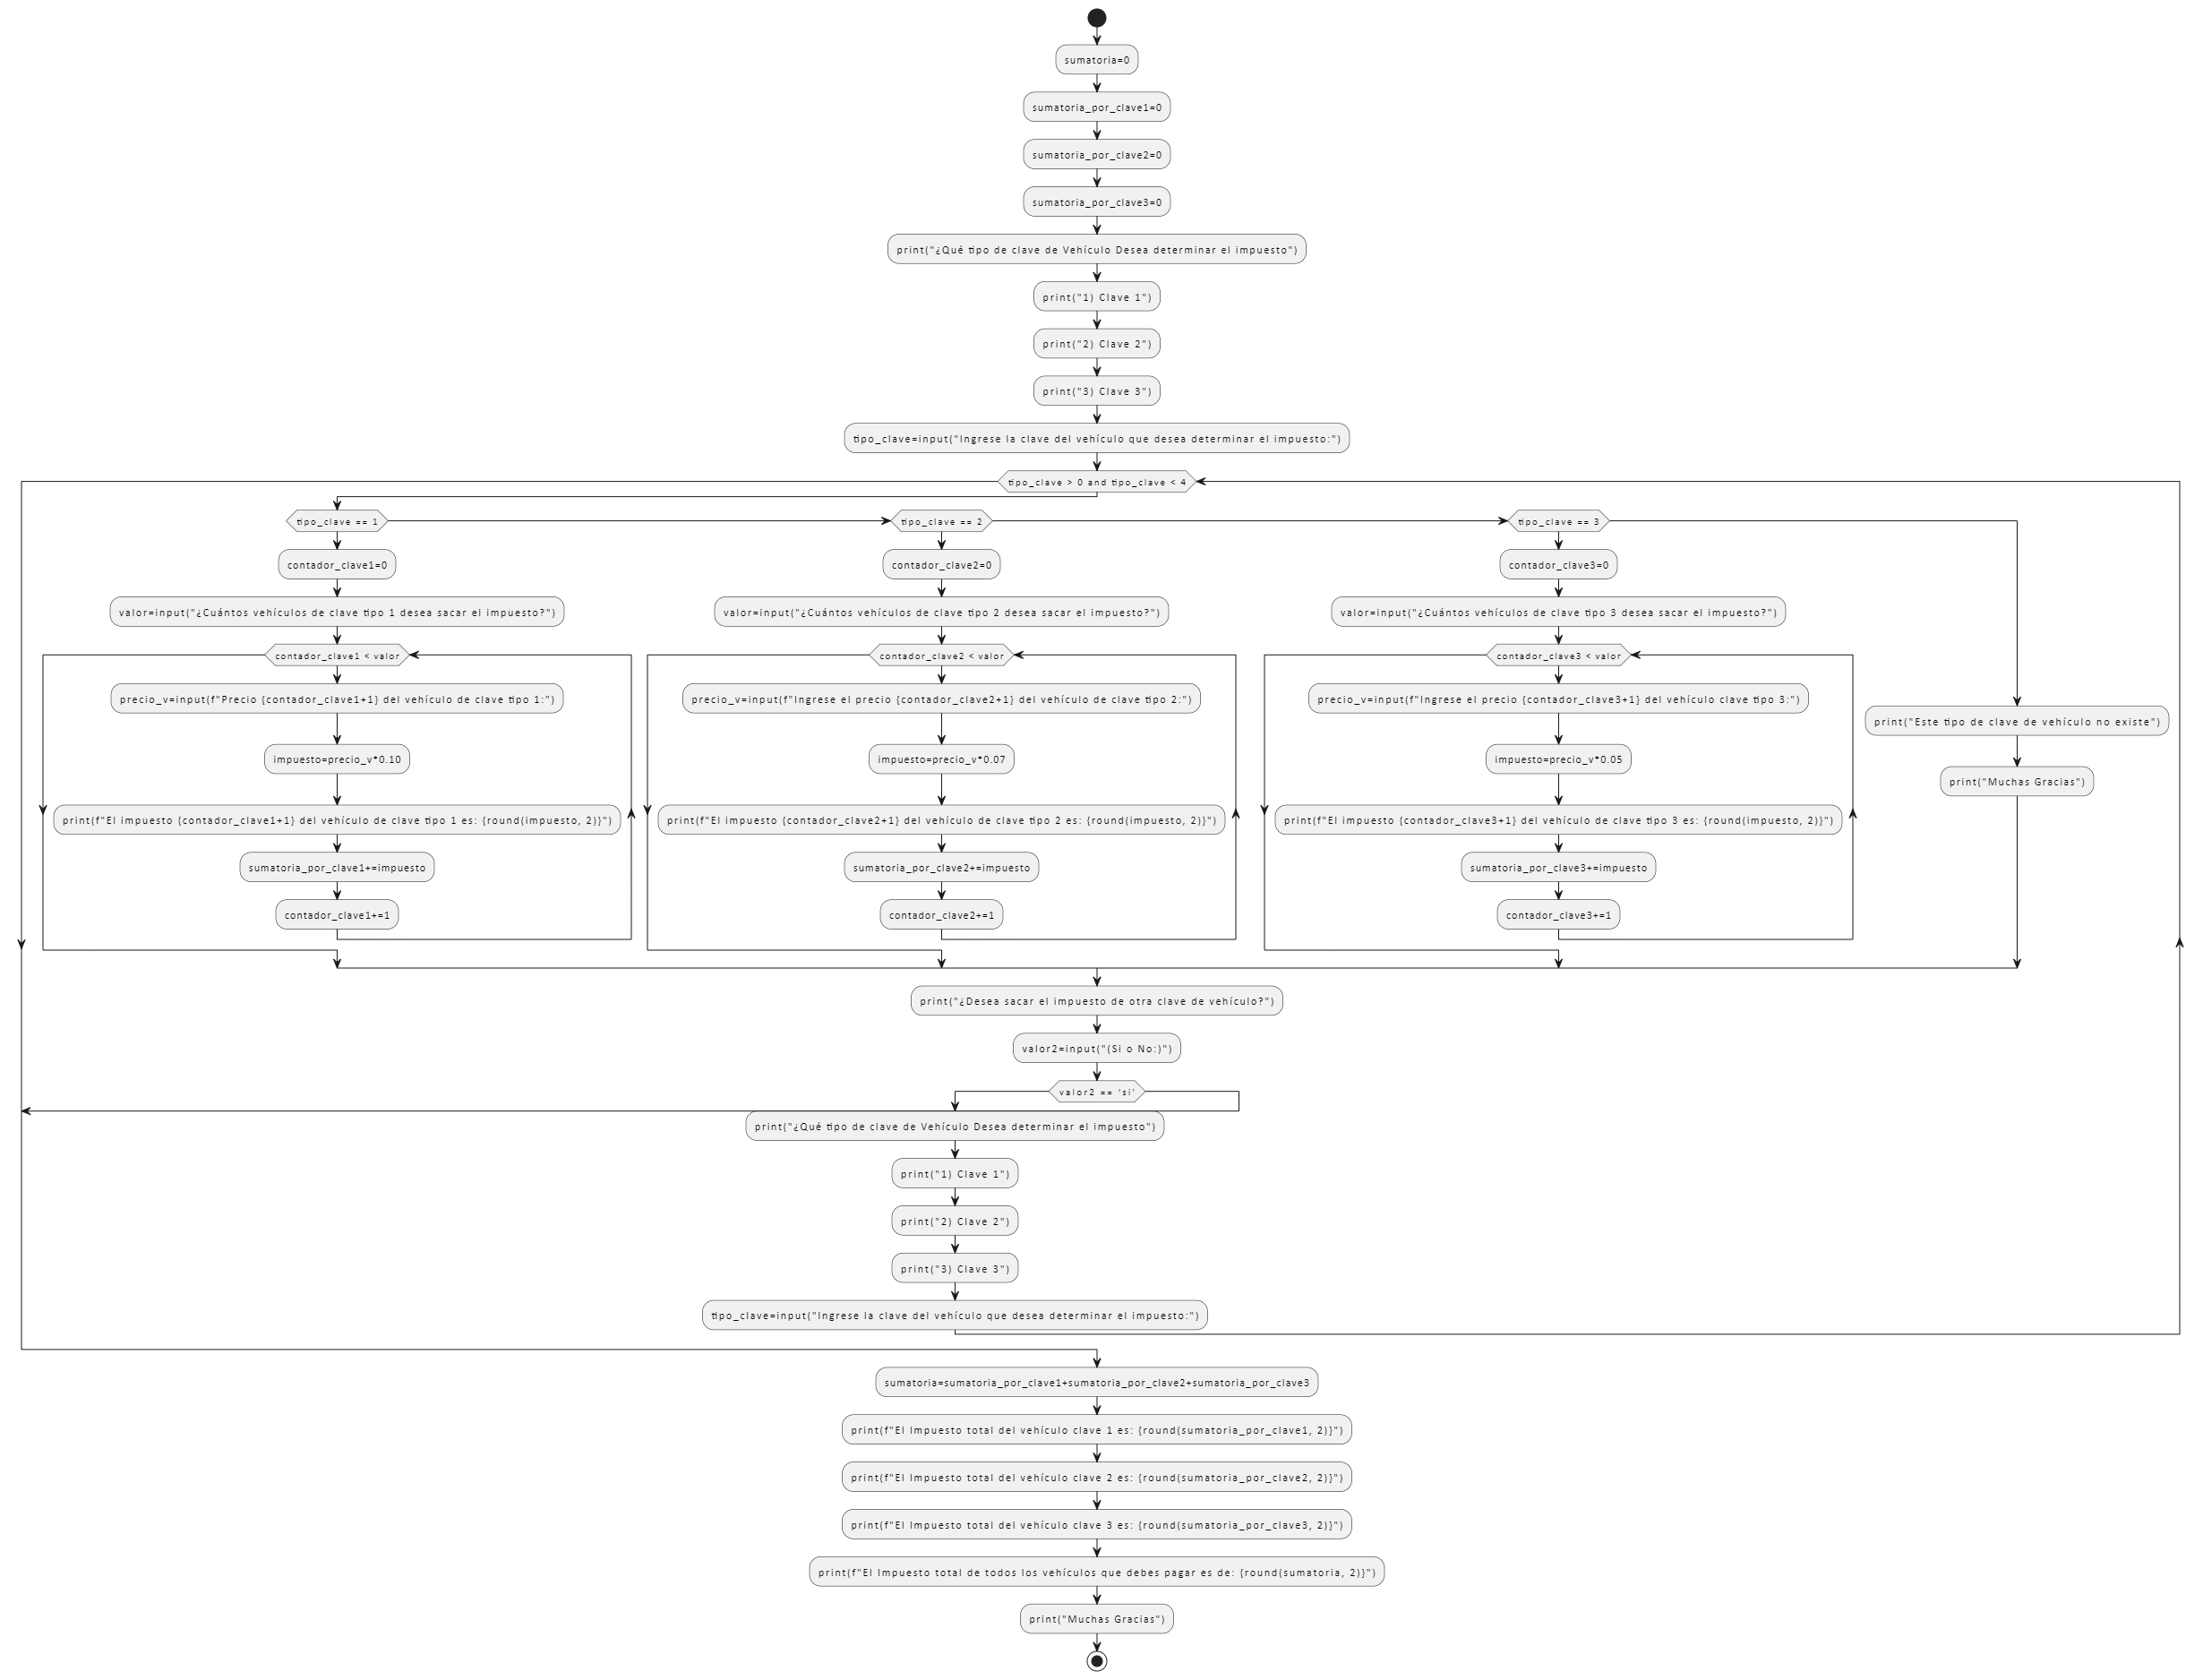 sumatoria=0
sumatoria_por_clave1=0
sumatoria_por_clave2=0
sumatoria_por_clave3=0
print("¿Qué tipo de clave de Vehículo Desea determinar el impuesto")
print("1) Clave 1")
print("2) Clave 2")
print("3) Clave 3")
tipo_clave=input("Ingrese la clave del vehículo que desea determinar el impuesto:")
tipo_clave > 0 and tipo_clave < 4
tipo_clave == 1
contador_clave1=0
valor=input("¿Cuántos vehículos de clave tipo 1 desea sacar el impuesto?")
contador_clave1 < valor
precio_v=input(f"Precio {contador_clave1+1} del vehículo de clave tipo 1:")
impuesto=precio_v*0.10
print(f"El impuesto {contador_clave1+1} del vehículo de clave tipo 1 es: {round(impuesto, 2)}")
sumatoria_por_clave1+=impuesto
contador_clave1+=1
tipo_clave == 2
contador_clave2=0
valor=input("¿Cuántos vehículos de clave tipo 2 desea sacar el impuesto?")
contador_clave2 < valor
precio_v=input(f"Ingrese el precio {contador_clave2+1} del vehículo de clave tipo 2:")
impuesto=precio_v*0.07
print(f"El impuesto {contador_clave2+1} del vehículo de clave tipo 2 es: {round(impuesto, 2)}")
sumatoria_por_clave2+=impuesto
contador_clave2+=1
tipo_clave == 3
contador_clave3=0
valor=input("¿Cuántos vehículos de clave tipo 3 desea sacar el impuesto?")
contador_clave3 < valor
precio_v=input(f"Ingrese el precio {contador_clave3+1} del vehículo clave tipo 3:")
impuesto=precio_v*0.05
print(f"El impuesto {contador_clave3+1} del vehículo de clave tipo 3 es: {round(impuesto, 2)}")
sumatoria_por_clave3+=impuesto
contador_clave3+=1
print("Este tipo de clave de vehículo no existe")
print("Muchas Gracias")
print("¿Desea sacar el impuesto de otra clave de vehículo?")
valor2=input("(Si o No:)")
valor2 == 'si'
print("¿Qué tipo de clave de Vehículo Desea determinar el impuesto")
print("1) Clave 1")
print("2) Clave 2")
print("3) Clave 3")
tipo_clave=input("Ingrese la clave del vehículo que desea determinar el impuesto:")
sumatoria=sumatoria_por_clave1+sumatoria_por_clave2+sumatoria_por_clave3
print(f"El Impuesto total del vehículo clave 1 es: {round(sumatoria_por_clave1, 2)}")
print(f"El Impuesto total del vehículo clave 2 es: {round(sumatoria_por_clave2, 2)}")
print(f"El Impuesto total del vehículo clave 3 es: {round(sumatoria_por_clave3, 2)}")
print(f"El Impuesto total de todos los vehículos que debes pagar es de: {round(sumatoria, 2)}")
print("Muchas Gracias")